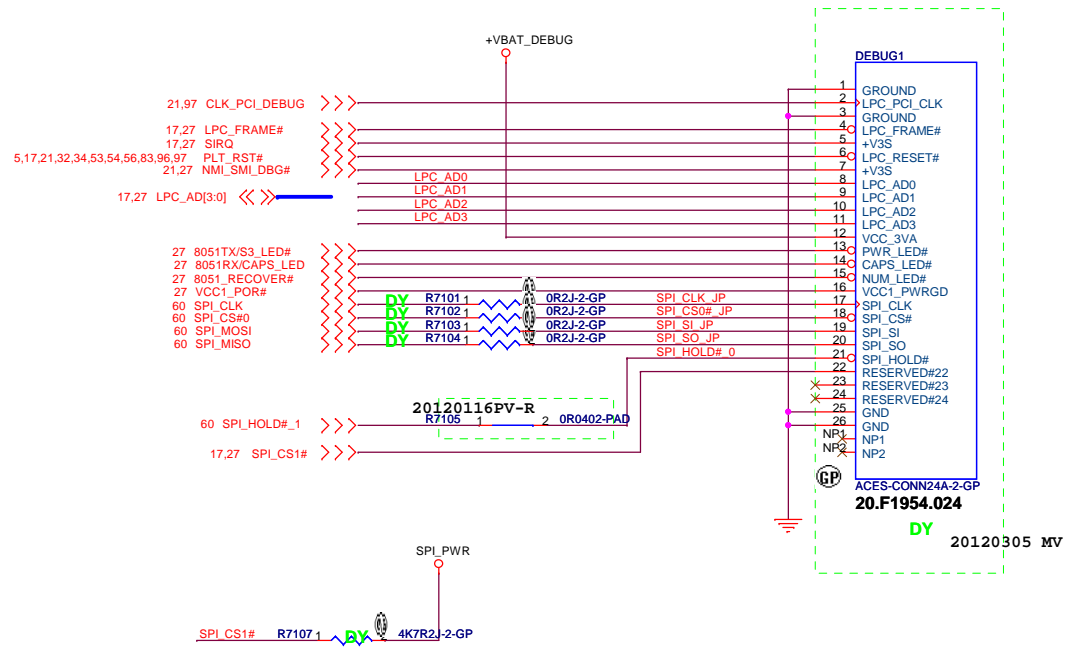 +VBAT_DEBUG
DEBUG1
21,97 CLK_PCI_DEBUG
17,27 LPC_FRAME#
17,27 SIRQ
5,17,21,32,34,53,54,56,83,96,97 PLT_RST#
21,27 NMI_SMI_DBG#
17,27 LPC_AD[3:0]
LPC_AD0
LPC_AD1
LPC_AD2
LPC_AD3
27 8051TX/S3_LED#
27 8051RX/CAPS_LED
27 8051_RECOVER#
27 VCC1_POR#
60 SPI_CLK DY R7101 1 0R2J-2-GP SPI_CLK_JP
60 SPI_CS#0 DY R7102 1 0R2J-2-GP SPI_CS0#_JP
60 SPI_MOSI DY R7103 1 0R2J-2-GP SPI_SI_JP
60 SPI_MISO DY R7104 1 0R2J-2-GP SPI_SO_JP
SPI_HOLD#_0
1 GROUND
2 LPC_PCI_CLK
3 GROUND
4 LPC_FRAME#
5 +V3S
6 LPC_RESET#
7 +V3S
8 LPC_AD0
9 LPC_AD1
10 LPC_AD2
11 LPC_AD3
12 VCC_3VA
13 PWR_LED#
14 CAPS_LED#
15 NUM_LED#
16 VCC1_PWRGD
17 SPI_CLK
18 SPI_CS#
19 SPI_SI
20 SPI_SO
21 SPI_HOLD#
22 RESERVED#22
23 RESERVED#23
24 RESERVED#24
25 GND
26 GND
NP1 NP1
NP2 NP2
20120116PV-R
60 SPI_HOLD#_1 R7105 1 2 0R0402-PAD
17,27 SPI_CS1#
GP
ACES-CONN24A-2-GP
20.F1954.024
DY
20120305 MV
SPI_PWR
SPI_CS1# R7107 1 DY 4K7R2J-2-GP